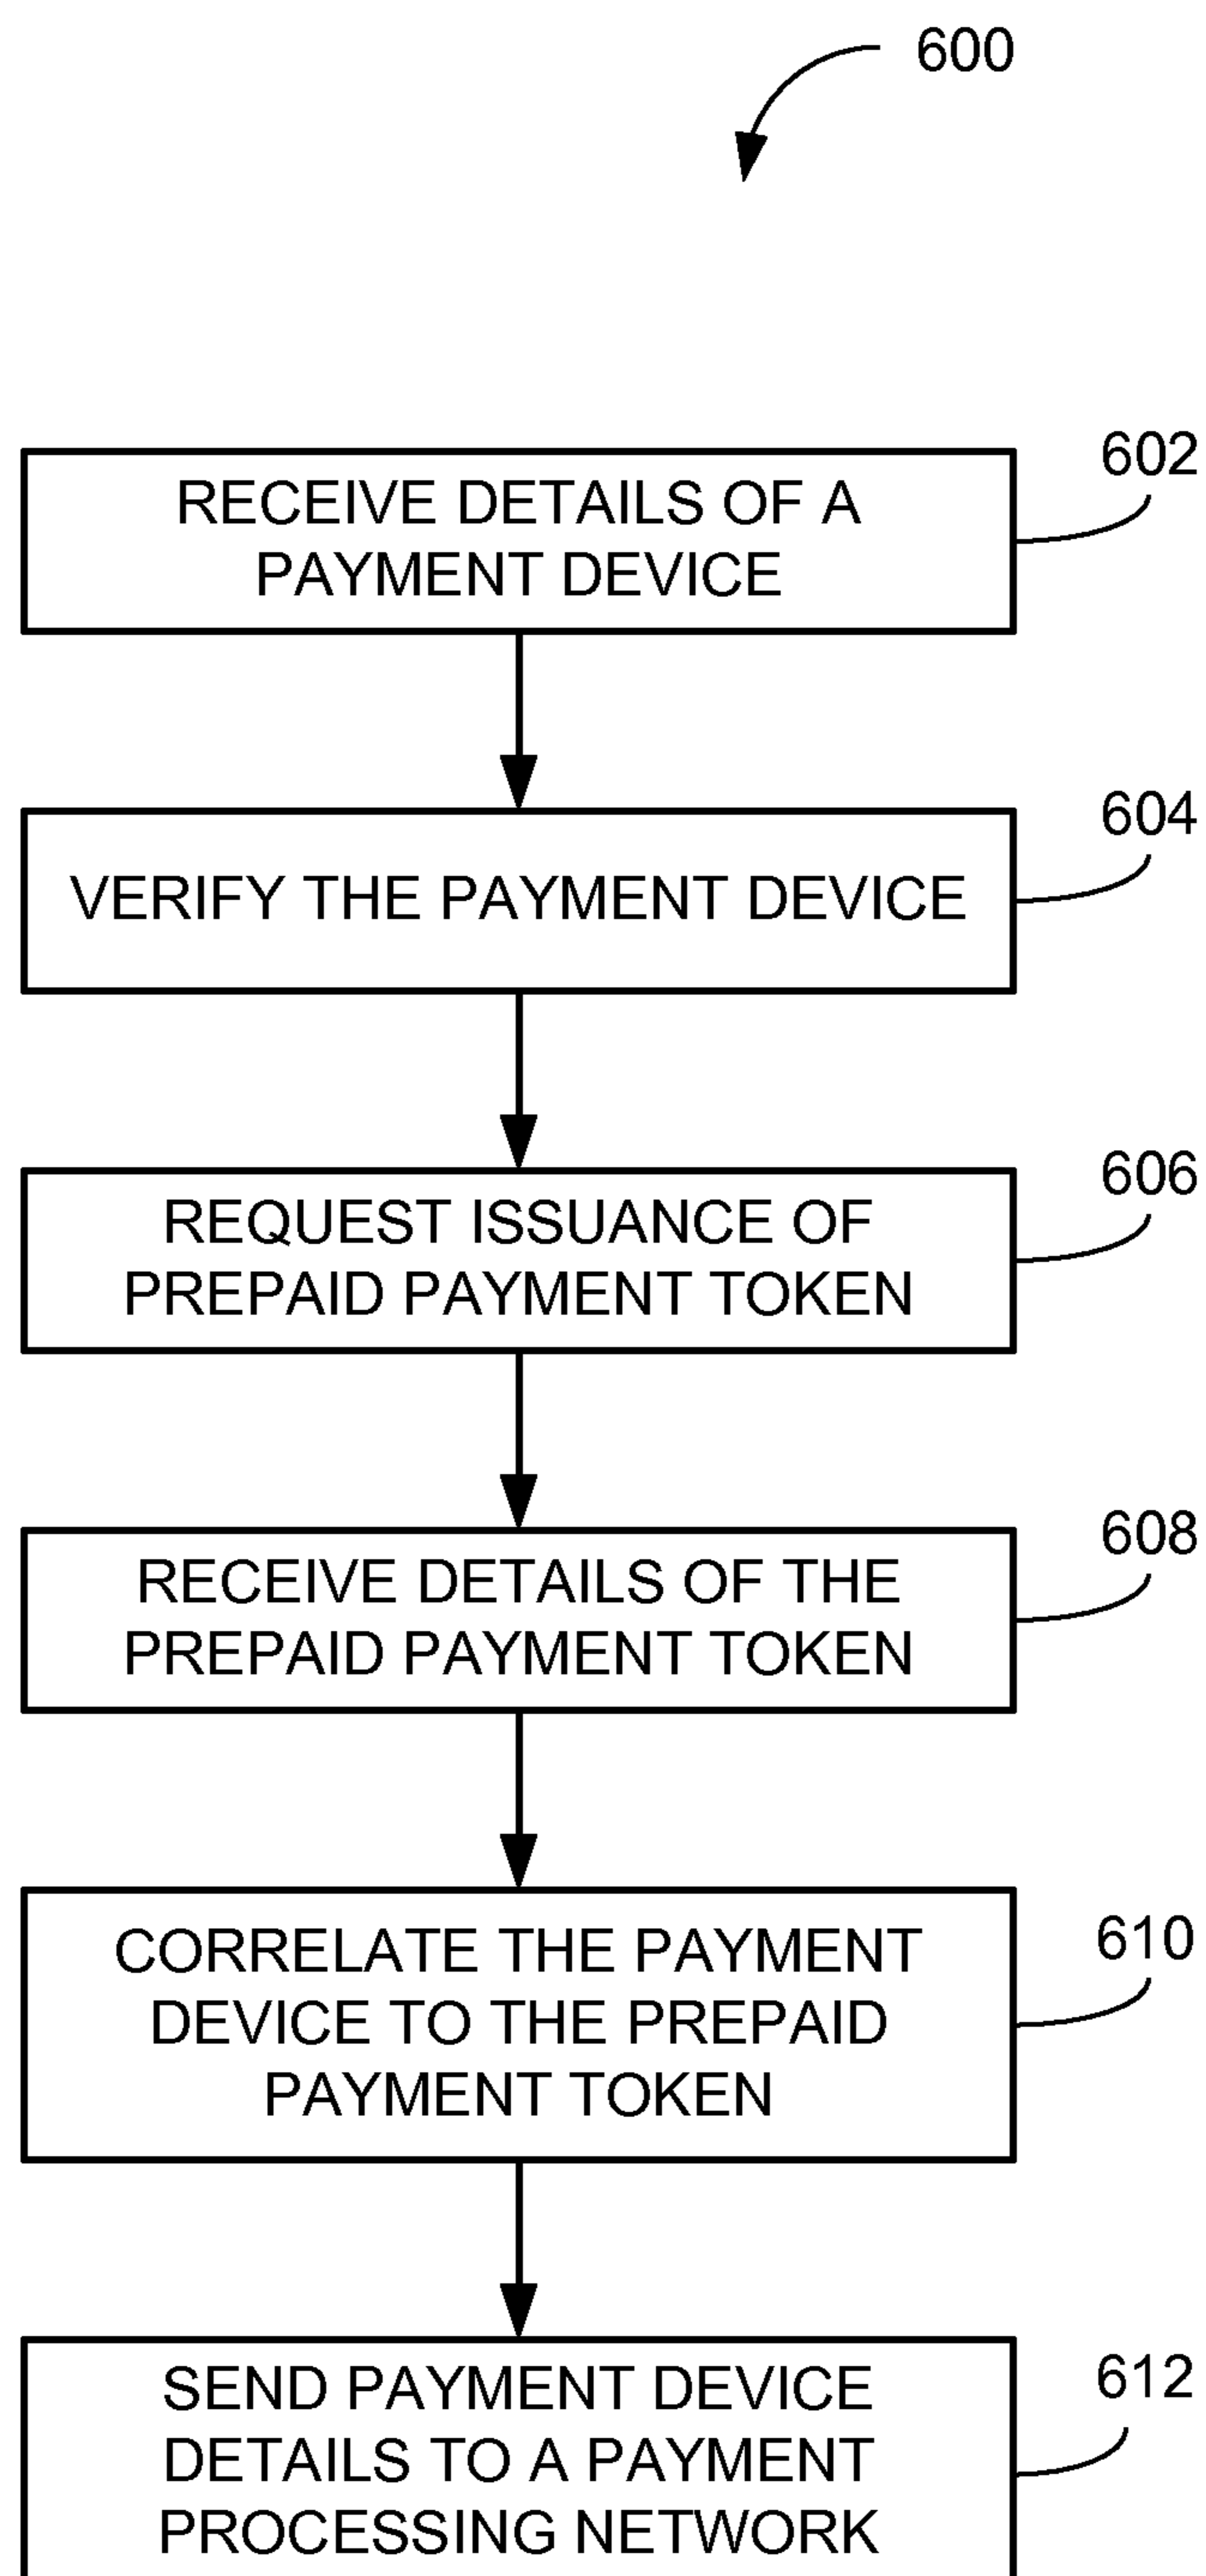 600
602
RECEIVE DETAILS OF A
PAYMENT DEVICE
604
VERIFY THE PAYMENT DEVICE
606
REQUEST ISSUANCE OF
PREPAID PAYMENT TOKEN
608
RECEIVE DETAILS OF THE
PREPAID PAYMENT TOKEN
610
CORRELATE THE PAYMENT
DEVICE TO THE PREPAID
PAYMENT TOKEN
612
SEND PAYMENT DEVICE
DETAILS TO A PAYMENT
PROCESSING NETWORK